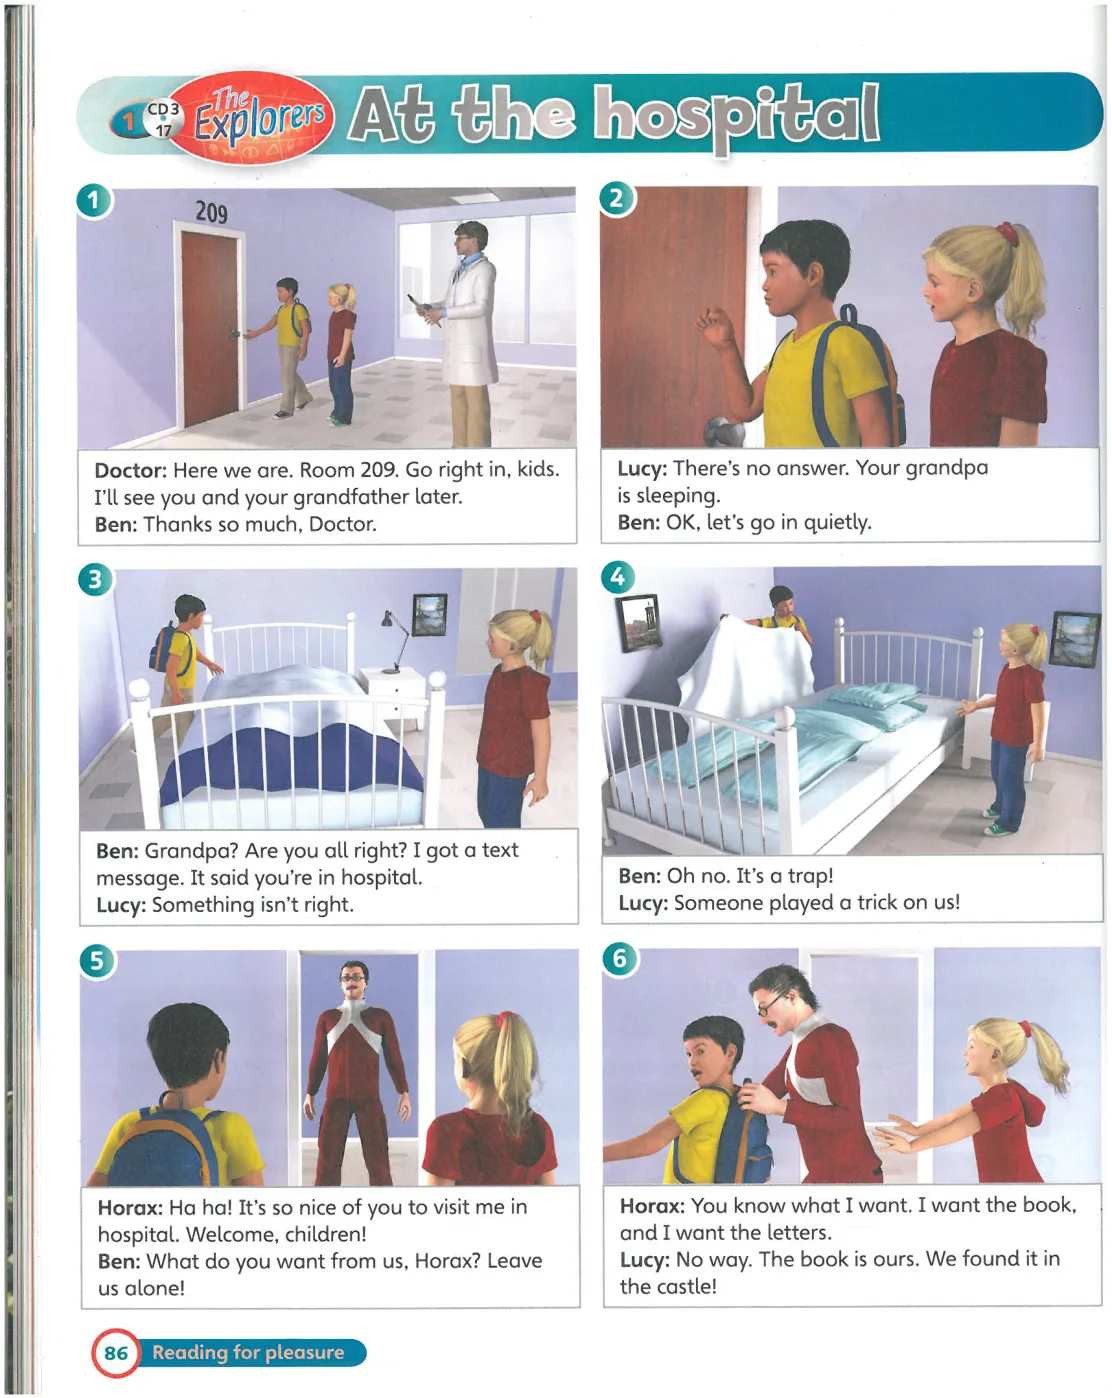 1
CD 3
17
The
Explorers
At the hospital
1
209
Doctor: Here we are. Room 209. Go right in, kids.
I'll see you and your grandfather later.
Ben: Thanks so much, Doctor.
2
Lucy: There's no answer. Your grandpa
is sleeping.
Ben: OK, let's go in quietly.
3
Ben: Grandpa? Are you all right? I got a text
message. It said you're in hospital.
Lucy: Something isn't right.
4
Ben: Oh no. It's a trap!
Lucy: Someone played a trick on us!
5
Horax: Ha ha! It's so nice of you to visit me in
hospital. Welcome, children!
Ben: What do you want from us, Horax? Leave
us alone!
6
Horax: You know what I want. I want the book,
and I want the letters.
Lucy: No way. The book is ours. We found it in
the castle!
86
Reading for pleasure